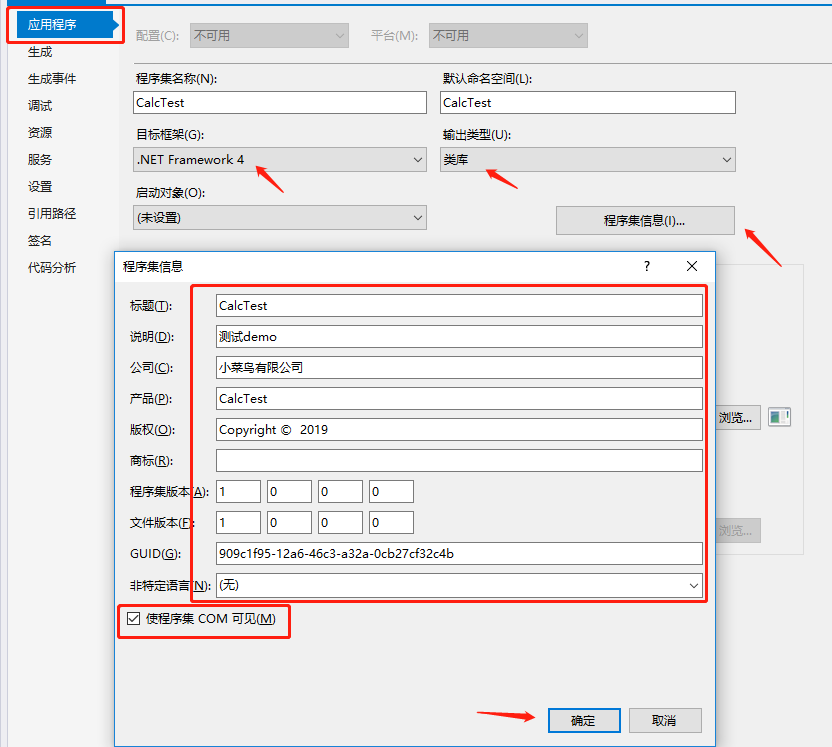 应用程序
生成
生成事件
调试
资源
服务
设置
引用路径
签名
代码分析
配置(C):
不可用
平台(M):
不可用
程序集名称(N):
默认命名空间(L):
CalcTest
CalcTest
目标框架(G):
输出类型(U):
.NET Framework 4
类库
启动对象(O):
(未设置)
程序集信息(I)...
浏览...
浏览...
程序集信息
?
标题(T):
CalcTest
说明(D):
测试demo
公司(C):
小菜鸟有限公司
产品(P):
CalcTest
版权(O):
Copyright © 2019
商标(R):
程序集版本(A):
1 0 0 0
文件版本(F):
1 0 0 0
GUID(G):
909c1f95-12a6-46c3-a32a-0cb27cf32c4b
非特定语言(N):
(无)
使程序集 COM 可见(M)
确定
取消